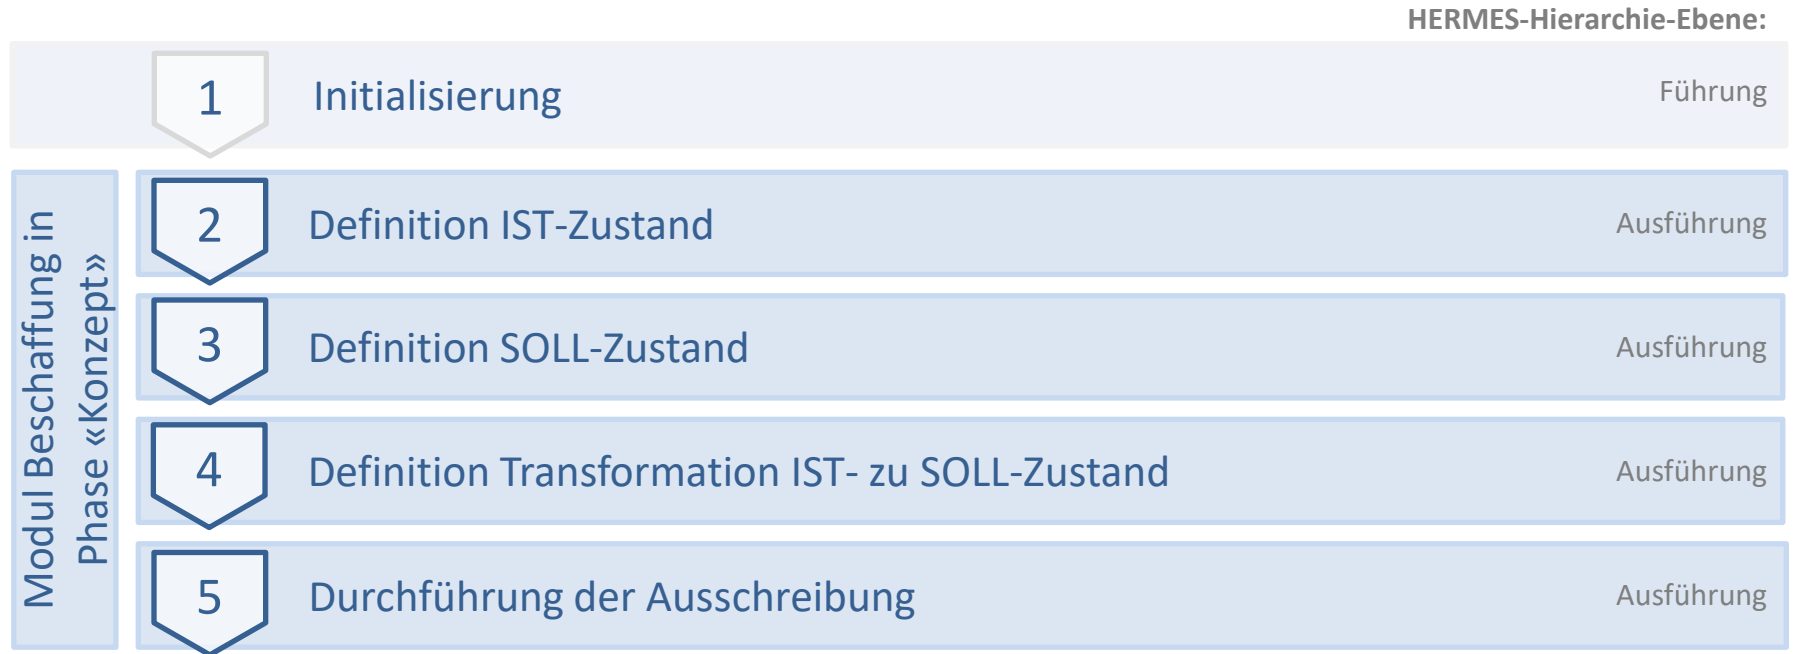 HERMES-Hierarchie-Ebene:
1 Initialisierung Führung
Modul Beschaffung in
Phase «Konzept»
2 Definition IST-Zustand Ausführung
3 Definition SOLL-Zustand Ausführung
4 Definition Transformation IST- zu SOLL-Zustand Ausführung
5 Durchführung der Ausschreibung Ausführung